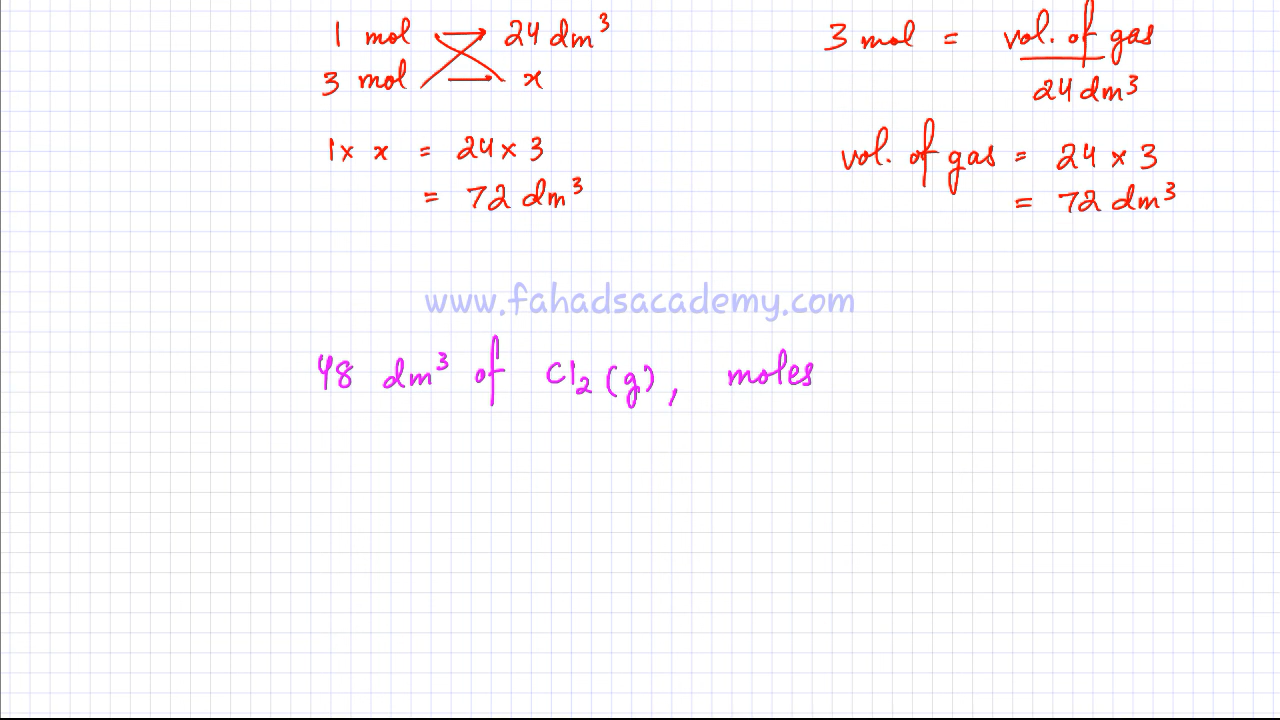 1 mol → 24 dm³
3 mol → x
1 × x = 24 × 3
= 72 dm³
3 mol = vol. of gas
24 dm³
vol. of gas = 24 × 3
= 72 dm³
www.fahadsacademy.com
48 dm³ of Cl₂ (g), moles